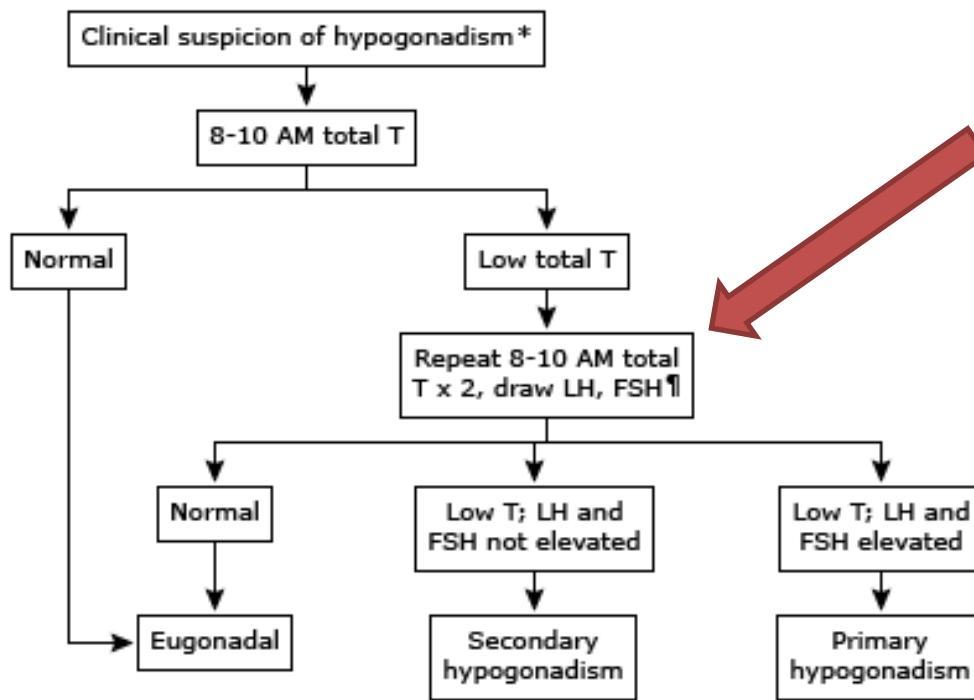 Clinical suspicion of hypogonadism*
8-10 AM total T
Normal
Low total T
Repeat 8-10 AM total
T x 2, draw LH, FSH¶
Normal
Low T; LH and
FSH not elevated
Low T; LH and
FSH elevated
Eugonadal
Secondary
hypogonadism
Primary
hypogonadism